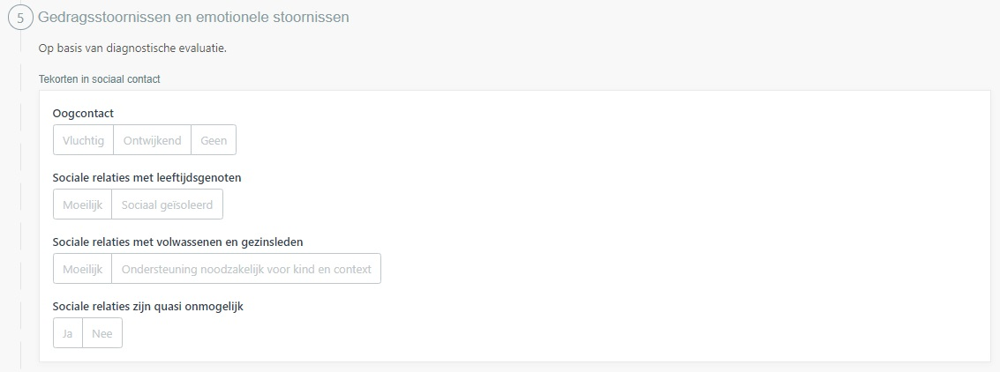 5 Gedragsstoornissen en emotionele stoornissen
Op basis van diagnostische evaluatie.
Tekorten in sociaal contact
Oogcontact
Vluchtig Ontwijkend Geen
Sociale relaties met leeftijdsgenoten
Moeilijk Sociaal geïsoleerd
Sociale relaties met volwassenen en gezinsleden
Moeilijk Ondersteuning noodzakelijk voor kind en context
Sociale relaties zijn quasi onmogelijk
Ja Nee